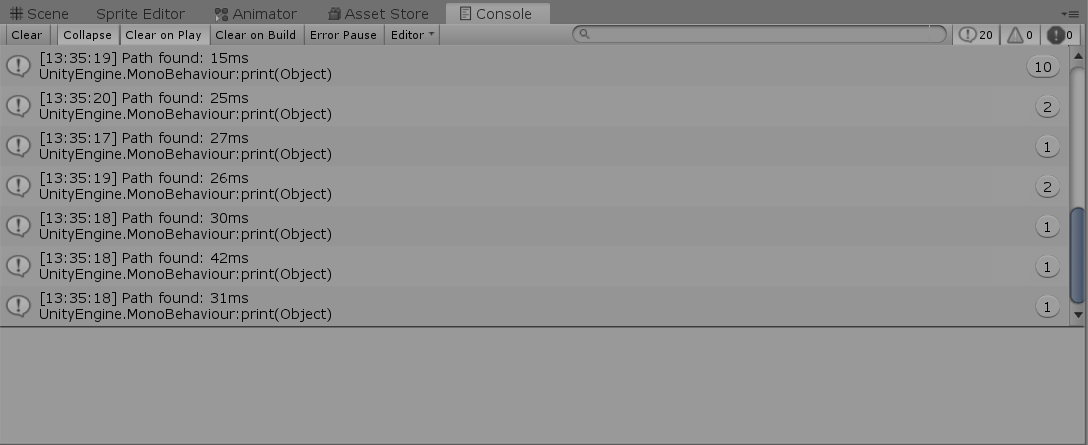 Scene Sprite Editor Animator Asset Store Console
Clear Collapse Clear on Play Clear on Build Error Pause Editor 20 0 0
[13:35:19] Path found: 15ms
UnityEngine.MonoBehaviour:print(Object)
10
[13:35:20] Path found: 25ms
UnityEngine.MonoBehaviour:print(Object)
2
[13:35:17] Path found: 27ms
UnityEngine.MonoBehaviour:print(Object)
1
[13:35:19] Path found: 26ms
UnityEngine.MonoBehaviour:print(Object)
2
[13:35:18] Path found: 30ms
UnityEngine.MonoBehaviour:print(Object)
1
[13:35:18] Path found: 42ms
UnityEngine.MonoBehaviour:print(Object)
1
[13:35:18] Path found: 31ms
UnityEngine.MonoBehaviour:print(Object)
1